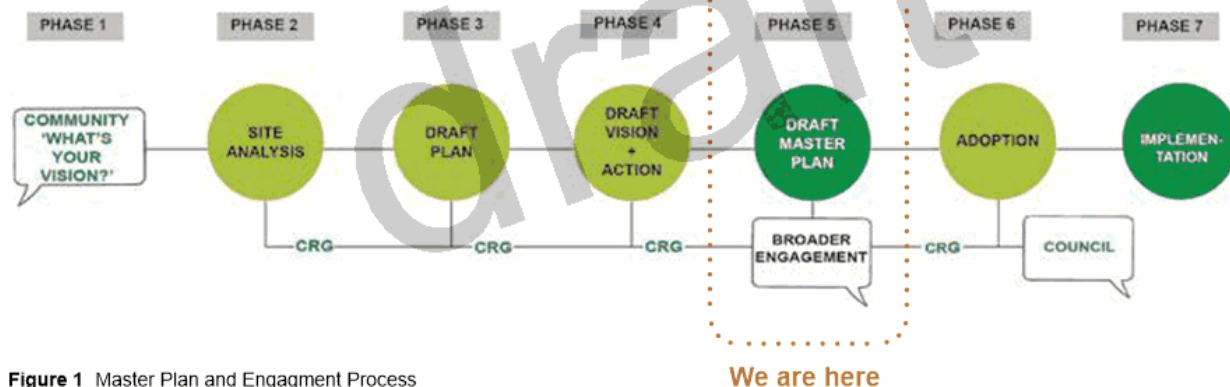 PHASE 1
PHASE 2
PHASE 3
PHASE 4
PHASE 5
PHASE 6
PHASE 7
COMMUNITY
'WHAT'S
YOUR
VISION?'
SITE
ANALYSIS
DRAFT
PLAN
DRAFT
VISION
+
ACTION
DRAFT
MASTER
PLAN
ADOPTION
IMPLEMEN-
TATION
CRG
CRG
CRG
BROADER
ENGAGEMENT
CRG
COUNCIL
draft
Figure 1 Master Plan and Engagment Process
We are here